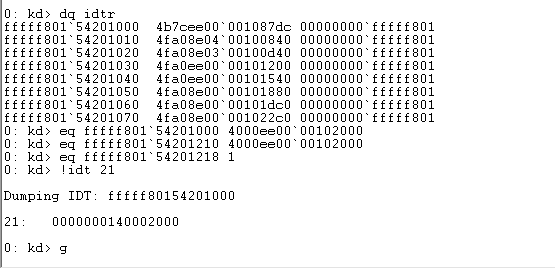 0: kd> dq idtr
fffff801`54201000  4b7cee00`001087dc 00000000`fffff801
fffff801`54201010  4fa08e04`00100840 00000000`fffff801
fffff801`54201020  4fa08e03`00100d40 00000000`fffff801
fffff801`54201030  4fa0ee00`00101200 00000000`fffff801
fffff801`54201040  4fa0ee00`00101540 00000000`fffff801
fffff801`54201050  4fa08e00`00101880 00000000`fffff801
fffff801`54201060  4fa08e00`00101dc0 00000000`fffff801
fffff801`54201070  4fa08e00`001022c0 00000000`fffff801
0: kd> eq fffff801`54201000 4000ee00`00102000
0: kd> eq fffff801`54201210 4000ee00`00102000
0: kd> eq fffff801`54201218 1
0: kd> !idt 21
Dumping IDT: fffff80154201000
21:   0000000140002000
0: kd> g